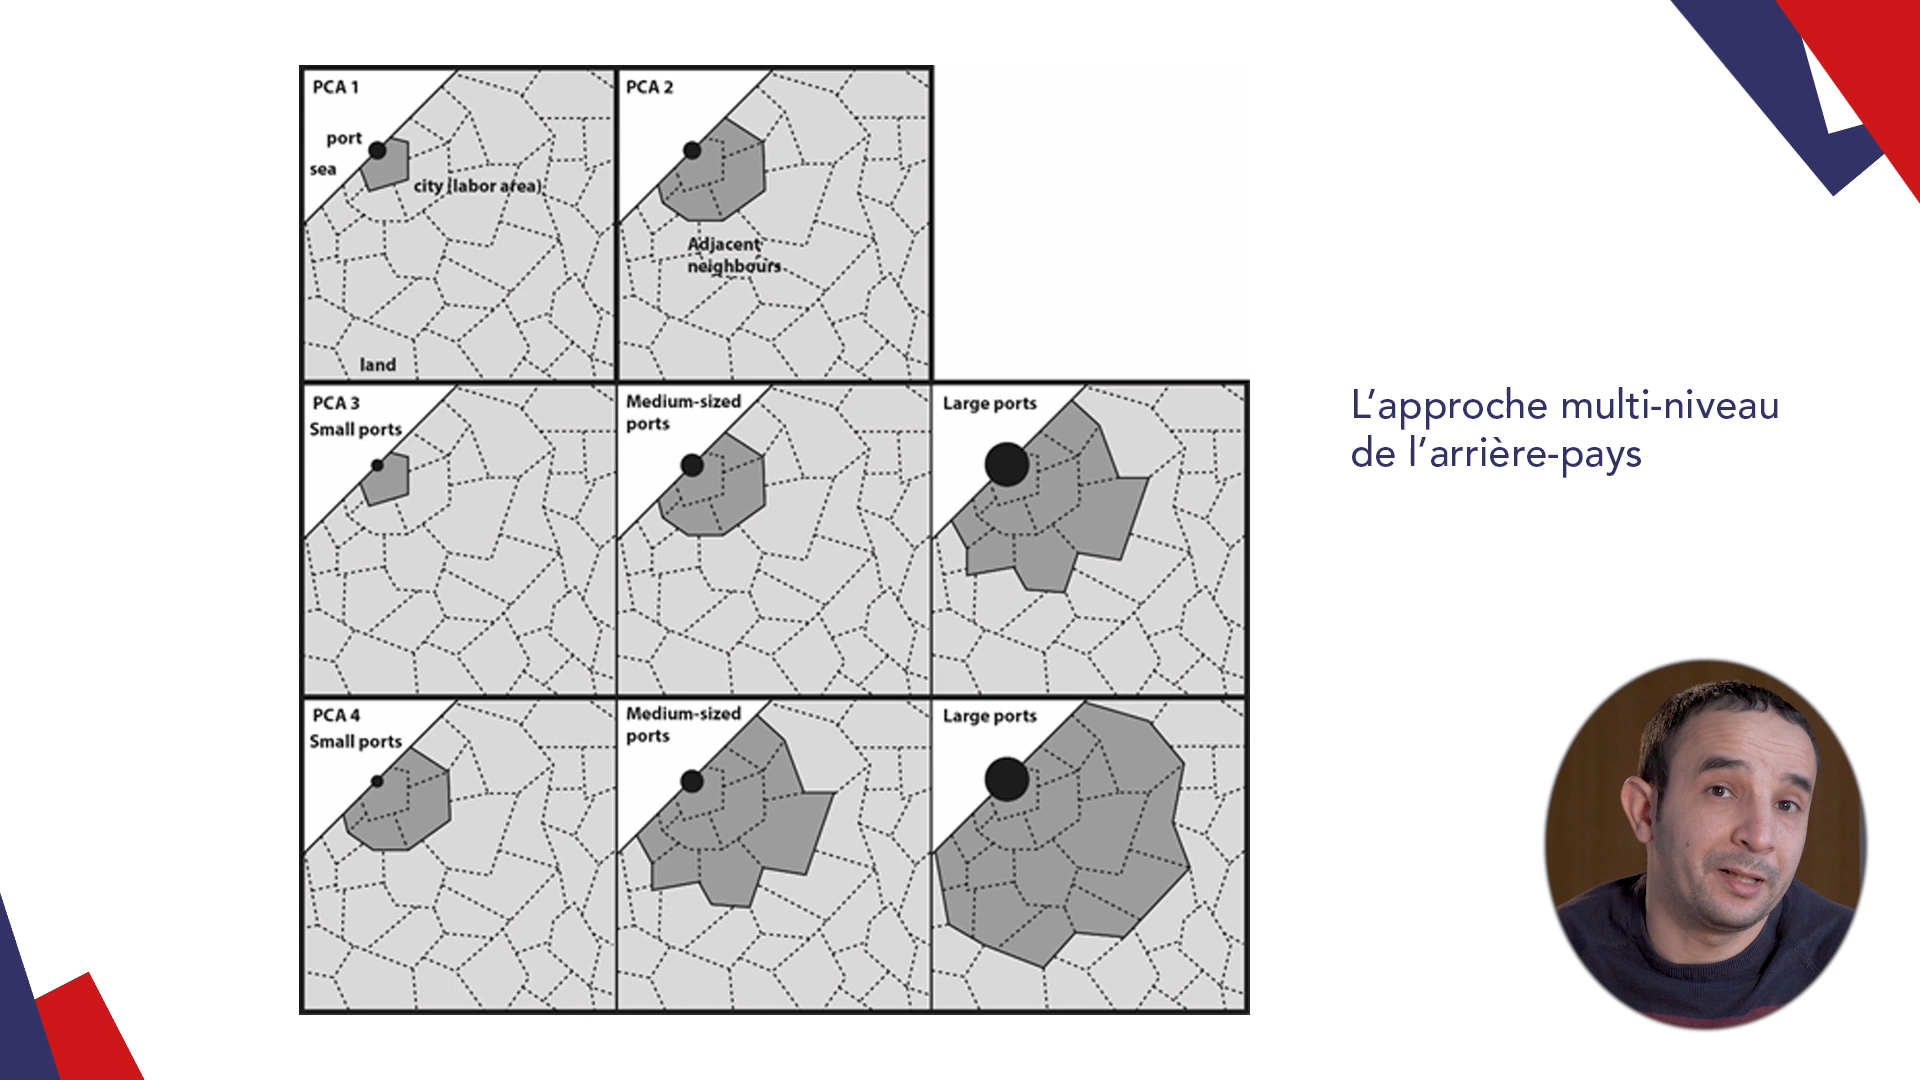 PCA 1
port
sea
city (labor area)
land
PCA 2
Adjacent
neighbours
PCA 3
Small ports
Medium-sized
ports
Large ports
PCA 4
Small ports
Medium-sized
ports
Large ports
L’approche multi-niveau
de l’arrière-pays